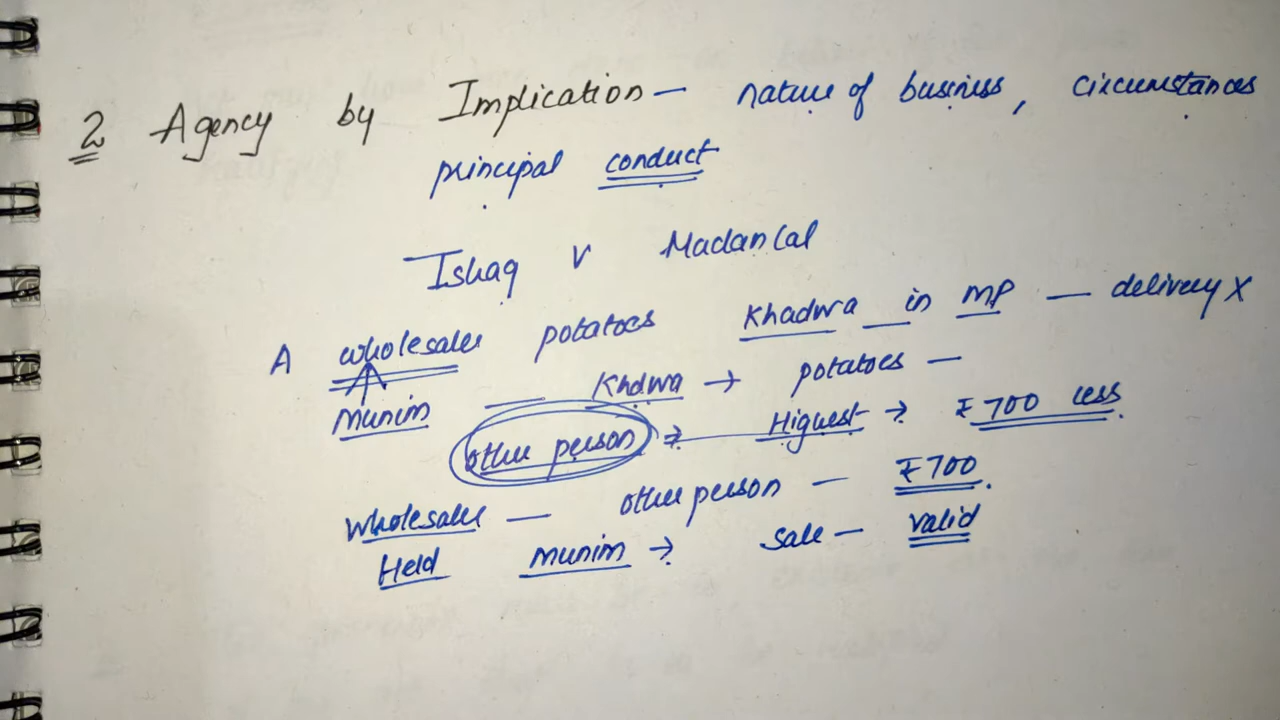 2 Agency by Implication — nature of business, circumstances
principal conduct
Ishaq v Madanlal
A wholesaler potatoes Khadwa in MP — delivery X
munim — Khdwa → potatoes —
other person → Highest → ₹700 less.
wholesaler — other person — ₹700.
Held munim → sale — valid